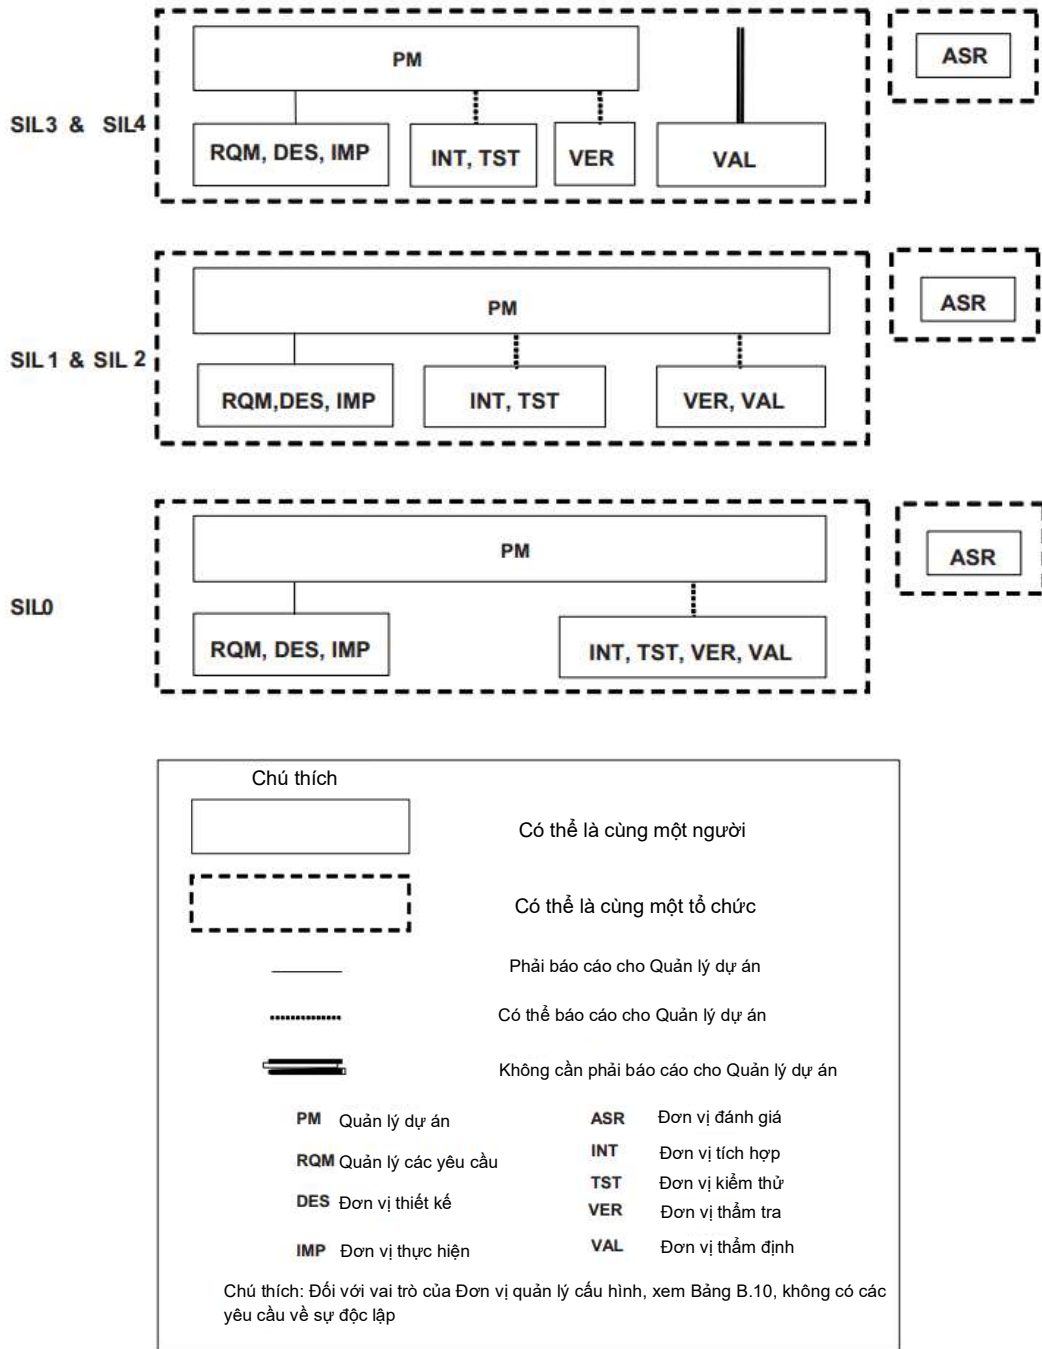 PM
ASR
SIL3 & SIL4
RQM, DES, IMP
INT, TST
VER
VAL
PM
ASR
SIL1 & SIL 2
RQM,DES, IMP
INT, TST
VER, VAL
PM
ASR
SIL0
RQM, DES, IMP
INT, TST, VER, VAL
Chú thích
Có thể là cùng một người
Có thể là cùng một tổ chức
Phải báo cáo cho Quản lý dự án
Có thể báo cáo cho Quản lý dự án
Không cần phải báo cáo cho Quản lý dự án
PM Quản lý dự án
ASR Đơn vị đánh giá
RQM Quản lý các yêu cầu
INT Đơn vị tích hợp
TST Đơn vị kiểm thử
DES Đơn vị thiết kế
VER Đơn vị thẩm tra
IMP Đơn vị thực hiện
VAL Đơn vị thẩm định
Chú thích: Đối với vai trò của Đơn vị quản lý cấu hình, xem Bảng B.10, không có các
yêu cầu về sự độc lập